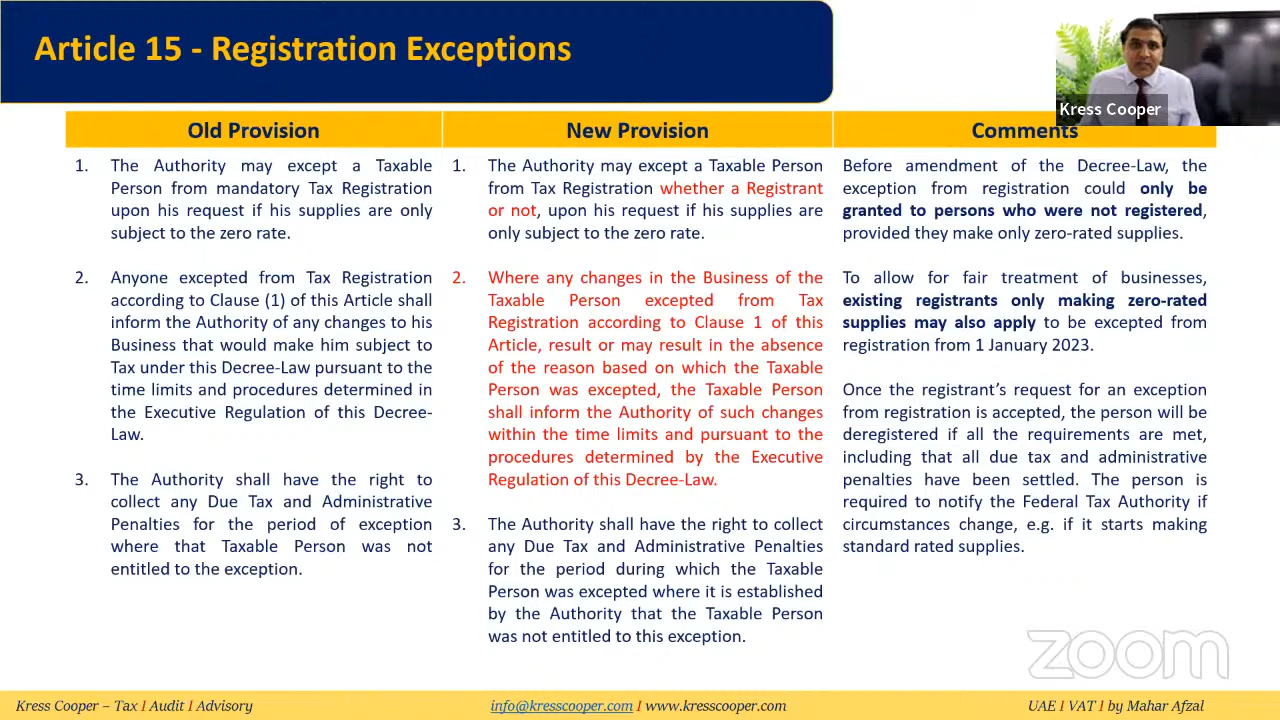 Article 15 - Registration Exceptions
Kress Cooper
Old Provision
New Provision
Comments
1. The Authority may except a Taxable
Person from mandatory Tax Registration
upon his request if his supplies are only
subject to the zero rate.
2. Anyone excepted from Tax Registration
according to Clause (1) of this Article shall
inform the Authority of any changes to his
Business that would make him subject to
Tax under this Decree-Law pursuant to the
time limits and procedures determined in
the Executive Regulation of this Decree-
Law.
3. The Authority shall have the right to
collect any Due Tax and Administrative
Penalties for the period of exception
where that Taxable Person was not
entitled to the exception.
1. The Authority may except a Taxable Person
from Tax Registration whether a Registrant
or not, upon his request if his supplies are
only subject to the zero rate.
2. Where any changes in the Business of the
Taxable Person excepted from Tax
Registration according to Clause 1 of this
Article, result or may result in the absence
of the reason based on which the Taxable
Person was excepted, the Taxable Person
shall inform the Authority of such changes
within the time limits and pursuant to the
procedures determined by the Executive
Regulation of this Decree-Law.
3. The Authority shall have the right to collect
any Due Tax and Administrative Penalties
for the period during which the Taxable
Person was excepted where it is established
by the Authority that the Taxable Person
was not entitled to this exception.
Before amendment of the Decree-Law, the
exception from registration could only be
granted to persons who were not registered,
provided they make only zero-rated supplies.
To allow for fair treatment of businesses,
existing registrants only making zero-rated
supplies may also apply to be excepted from
registration from 1 January 2023.
Once the registrant’s request for an exception
from registration is accepted, the person will be
deregistered if all the requirements are met,
including that all due tax and administrative
penalties have been settled. The person is
required to notify the Federal Tax Authority if
circumstances change, e.g. if it starts making
standard rated supplies.
zoom
Kress Cooper – Tax I Audit I Advisory
info@kresscooper.com I www.kresscooper.com
UAE I VAT I by Mahar Afzal